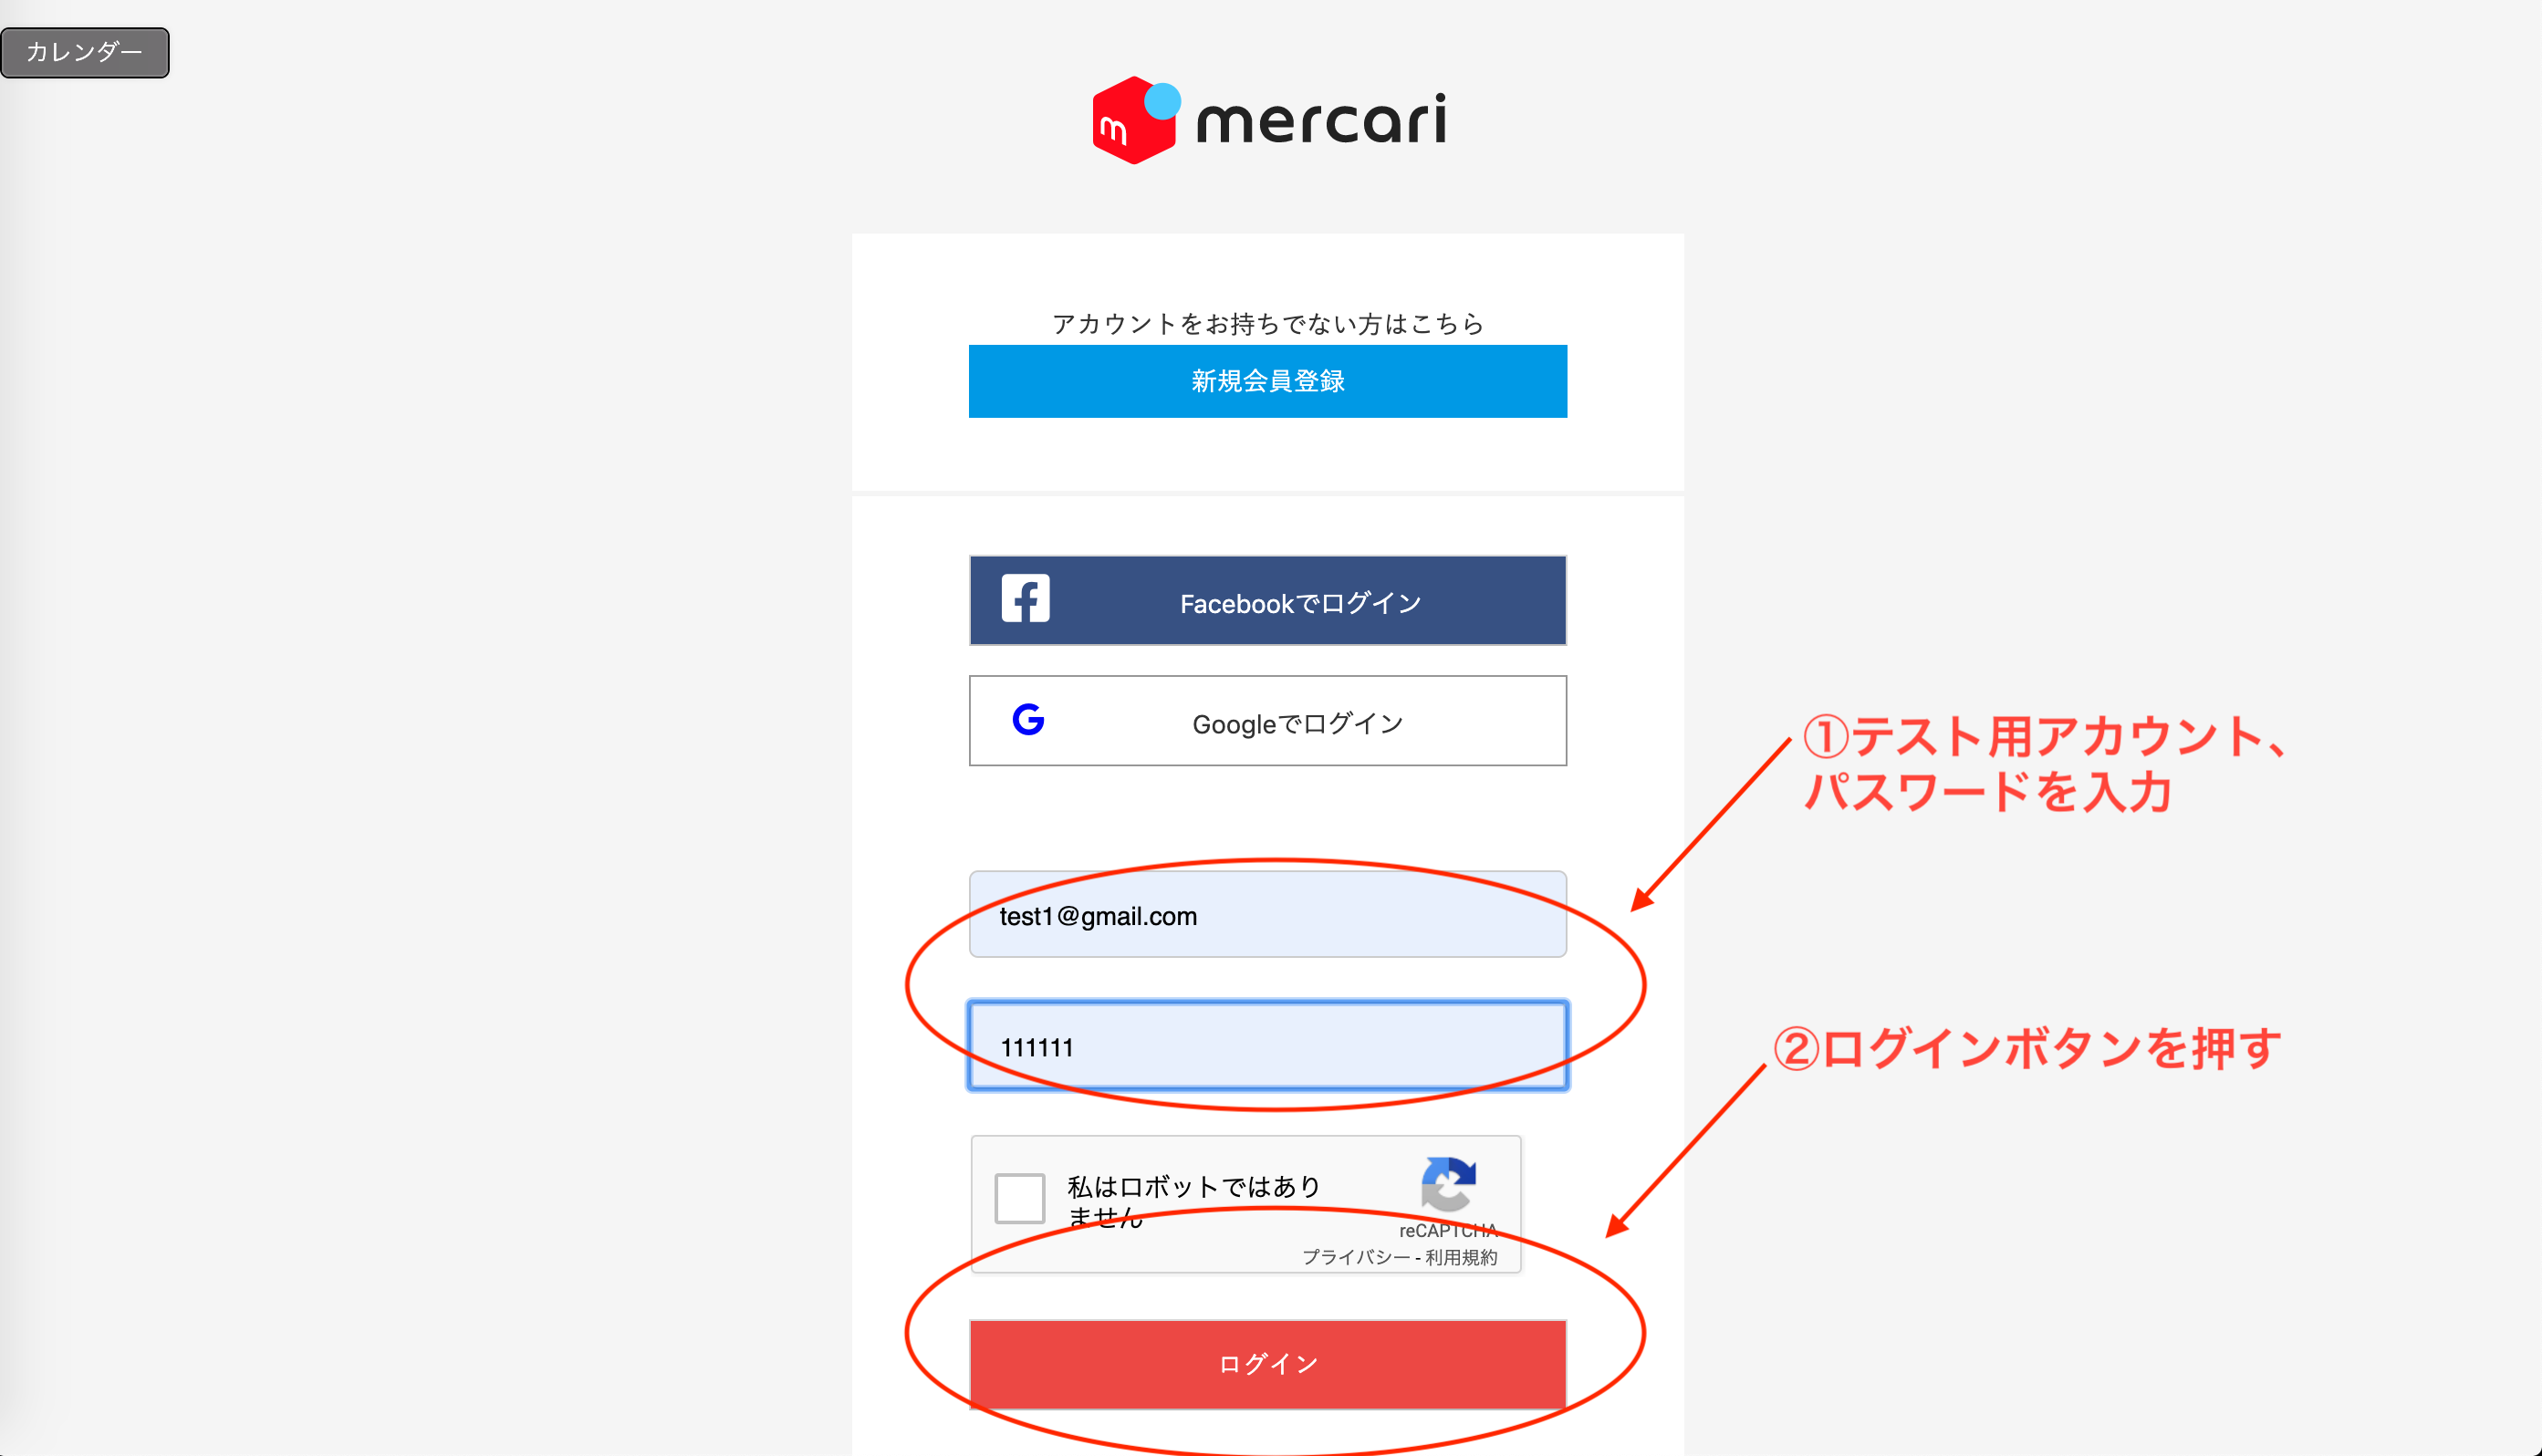 カレンダー
m mercari
アカウントをお持ちでない方はこちら
新規会員登録
Facebookでログイン
G Googleでログイン
①テスト用アカウント、
パスワードを入力
test1@gmail.com
②ログインボタンを押す
111111
私はロボットではあり
ません
reCAPTCHA
プライバシー - 利用規約
ログイン